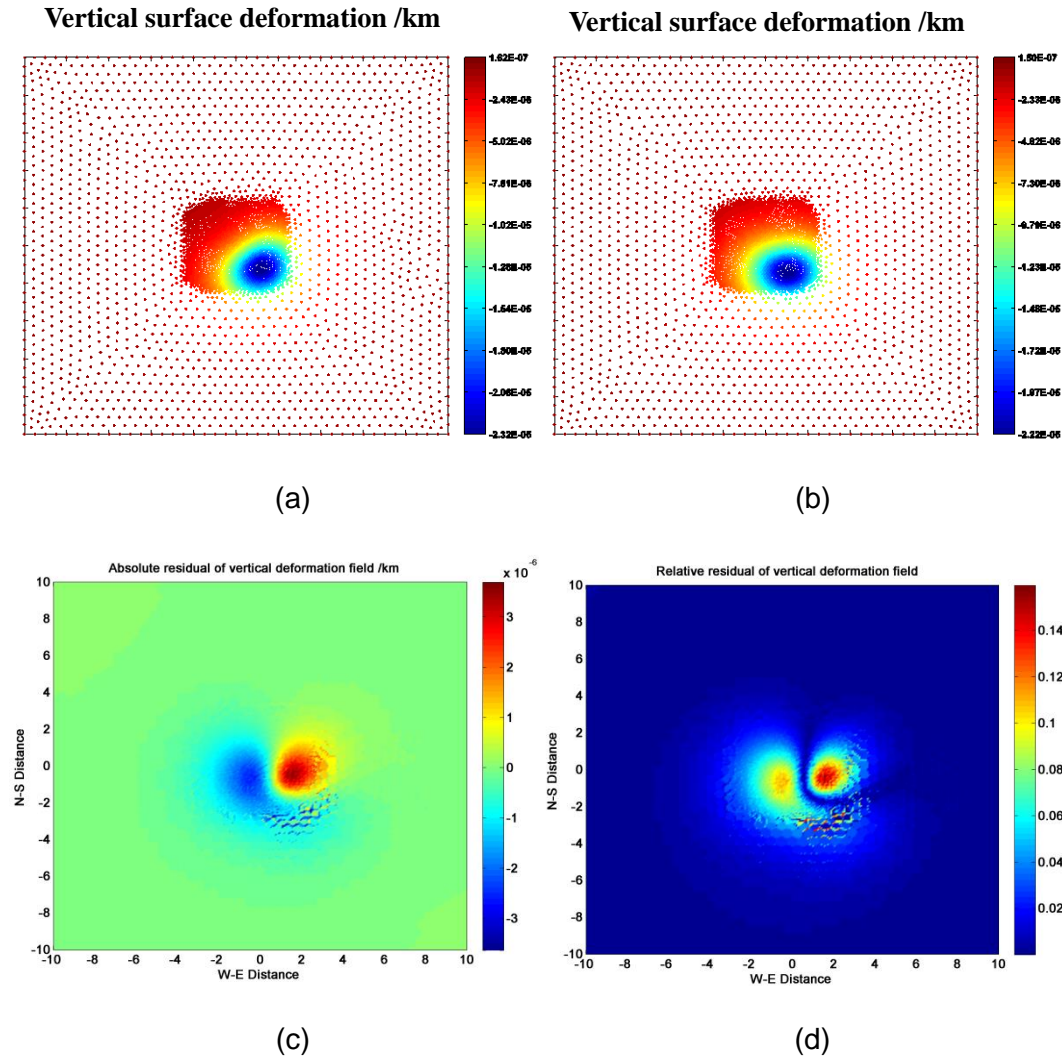 Vertical surface deformation /km
1.62E-07
-2.43E-06
-5.02E-06
-7.61E-06
-1.02E-05
-1.28E-05
-1.54E-05
-1.80E-05
-2.06E-05
-2.32E-05
(a)
Vertical surface deformation /km
1.50E-07
-2.33E-06
-4.82E-06
-7.30E-06
-9.79E-06
-1.23E-05
-1.48E-05
-1.72E-05
-1.97E-05
-2.22E-05
(b)
Absolute residual of vertical deformation field /km
x 10-6
10
8
6
4
2
0
-2
-4
-6
-8
-10
N-S Distance
-10 -8 -6 -4 -2 0 2 4 6 8 10
W-E Distance
3
2
1
0
-1
-2
-3
(c)
Relative residual of vertical deformation field
10
8
6
4
2
0
-2
-4
-6
-8
-10
N-S Distance
-10 -8 -6 -4 -2 0 2 4 6 8 10
W-E Distance
0.14
0.12
0.1
0.08
0.06
0.04
0.02
(d)